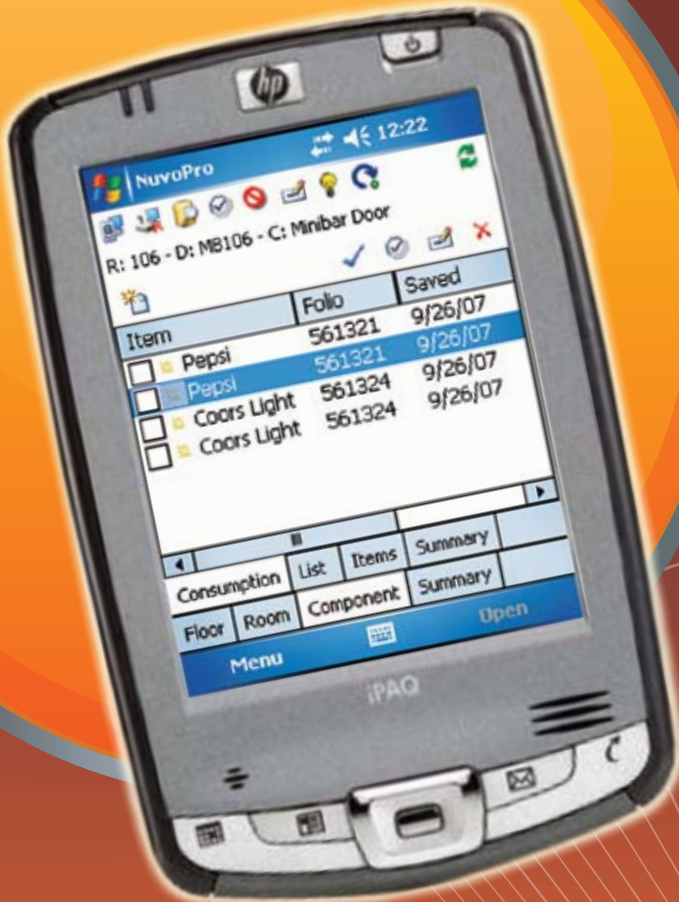 hp
NuvoPro 12:22
R: 106 - D: MB106 - C: Minibar Door
Item Folio Saved
Pepsi 561321 9/26/07
Pepsi 561321 9/26/07
Coors Light 561324 9/26/07
Coors Light 561324 9/26/07
Consumption List Items Summary
Floor Room Component Summary
Menu Open
iPAQ